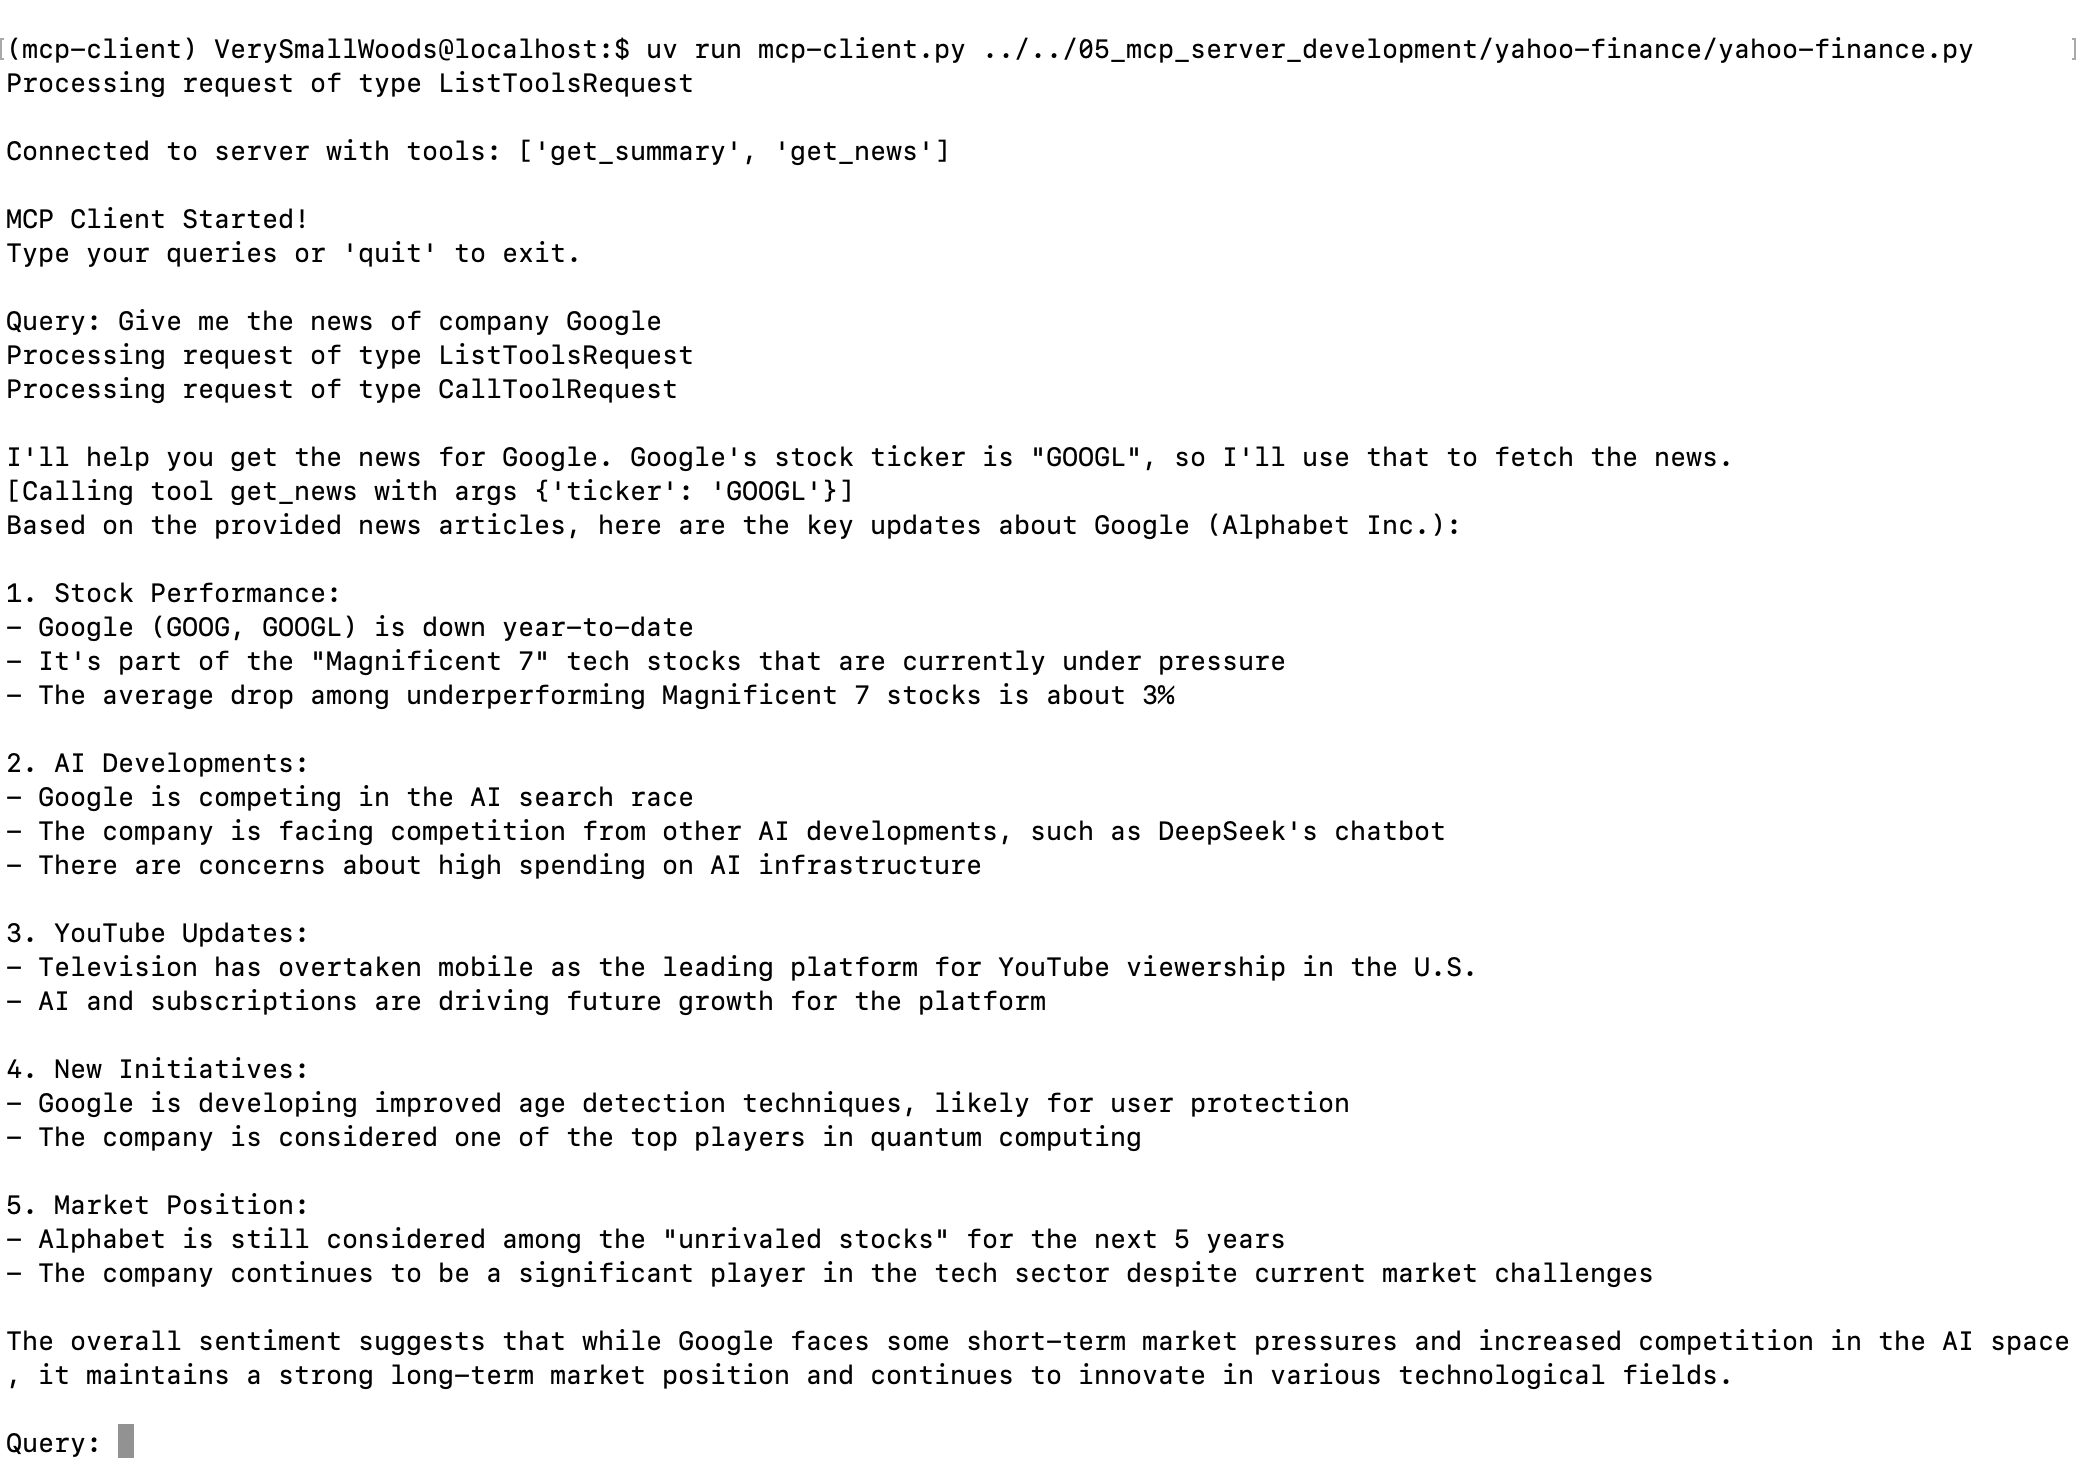 (mcp-client) VerySmallWoods@localhost:$ uv run mcp-client.py ../../05_mcp_server_development/yahoo-finance/yahoo-finance.py
Processing request of type ListToolsRequest
Connected to server with tools: ['get_summary', 'get_news']
MCP Client Started!
Type your queries or 'quit' to exit.
Query: Give me the news of company Google
Processing request of type ListToolsRequest
Processing request of type CallToolRequest
I'll help you get the news for Google. Google's stock ticker is "GOOGL", so I'll use that to fetch the news.
[Calling tool get_news with args {'ticker': 'GOOGL'}]
Based on the provided news articles, here are the key updates about Google (Alphabet Inc.):
1. Stock Performance:
- Google (GOOG, GOOGL) is down year-to-date
- It's part of the "Magnificent 7" tech stocks that are currently under pressure
- The average drop among underperforming Magnificent 7 stocks is about 3%
2. AI Developments:
- Google is competing in the AI search race
- The company is facing competition from other AI developments, such as DeepSeek's chatbot
- There are concerns about high spending on AI infrastructure
3. YouTube Updates:
- Television has overtaken mobile as the leading platform for YouTube viewership in the U.S.
- AI and subscriptions are driving future growth for the platform
4. New Initiatives:
- Google is developing improved age detection techniques, likely for user protection
- The company is considered one of the top players in quantum computing
5. Market Position:
- Alphabet is still considered among the "unrivaled stocks" for the next 5 years
- The company continues to be a significant player in the tech sector despite current market challenges
The overall sentiment suggests that while Google faces some short-term market pressures and increased competition in the AI space
, it maintains a strong long-term market position and continues to innovate in various technological fields.
Query: